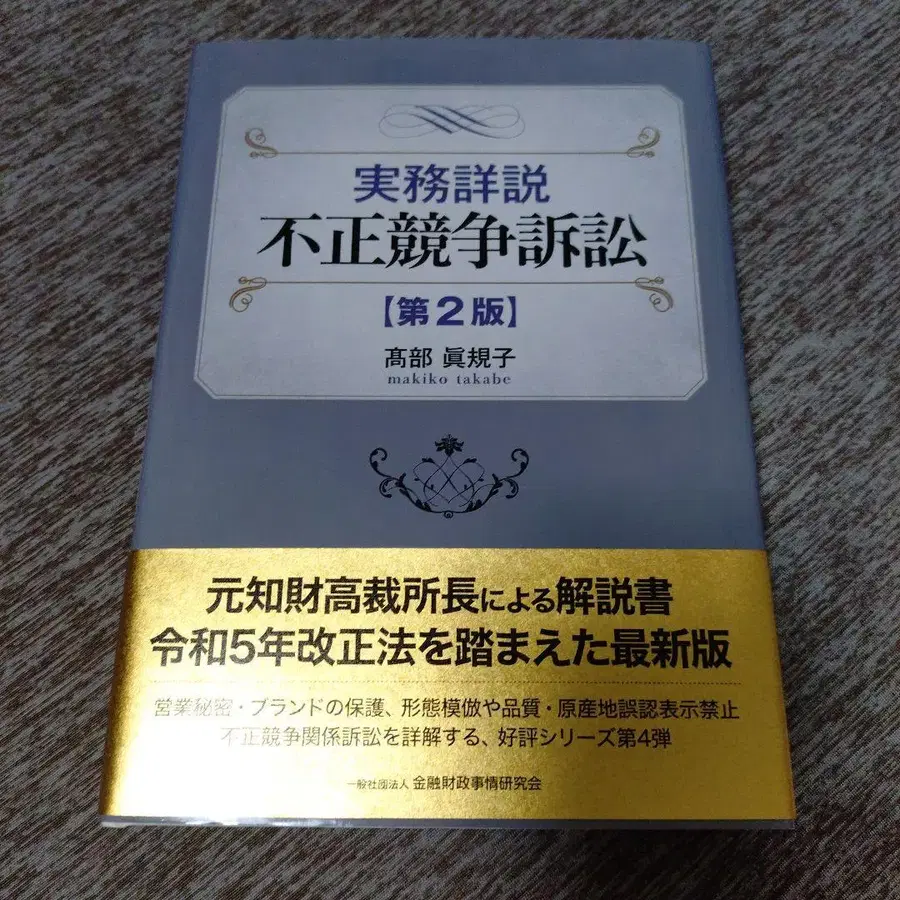 実務詳説
不正競争訴訟
【第2版】
髙部 眞規子
makiko takabe
元知財高裁所長による解説書
令和5年改正法を踏まえた最新版
営業秘密・ブランドの保護、形態模倣や品質・原産地誤認表示禁止
不正競争関係訴訟を詳解する、好評シリーズ第4弾
一般社団法人 金融財政事情研究会